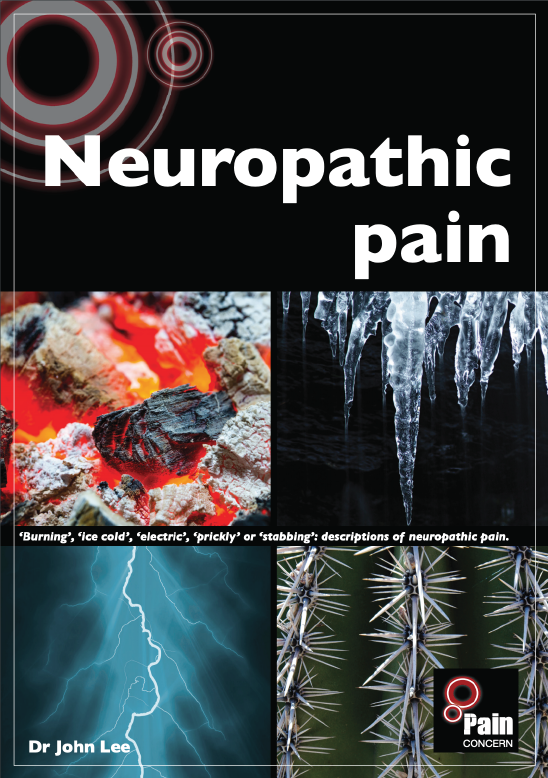 Neuropathic
pain
‘Burning’, ‘ice cold’, ‘electric’, ‘prickly’ or ‘stabbing’: descriptions of neuropathic pain.
Dr John Lee
Pain
CONCERN